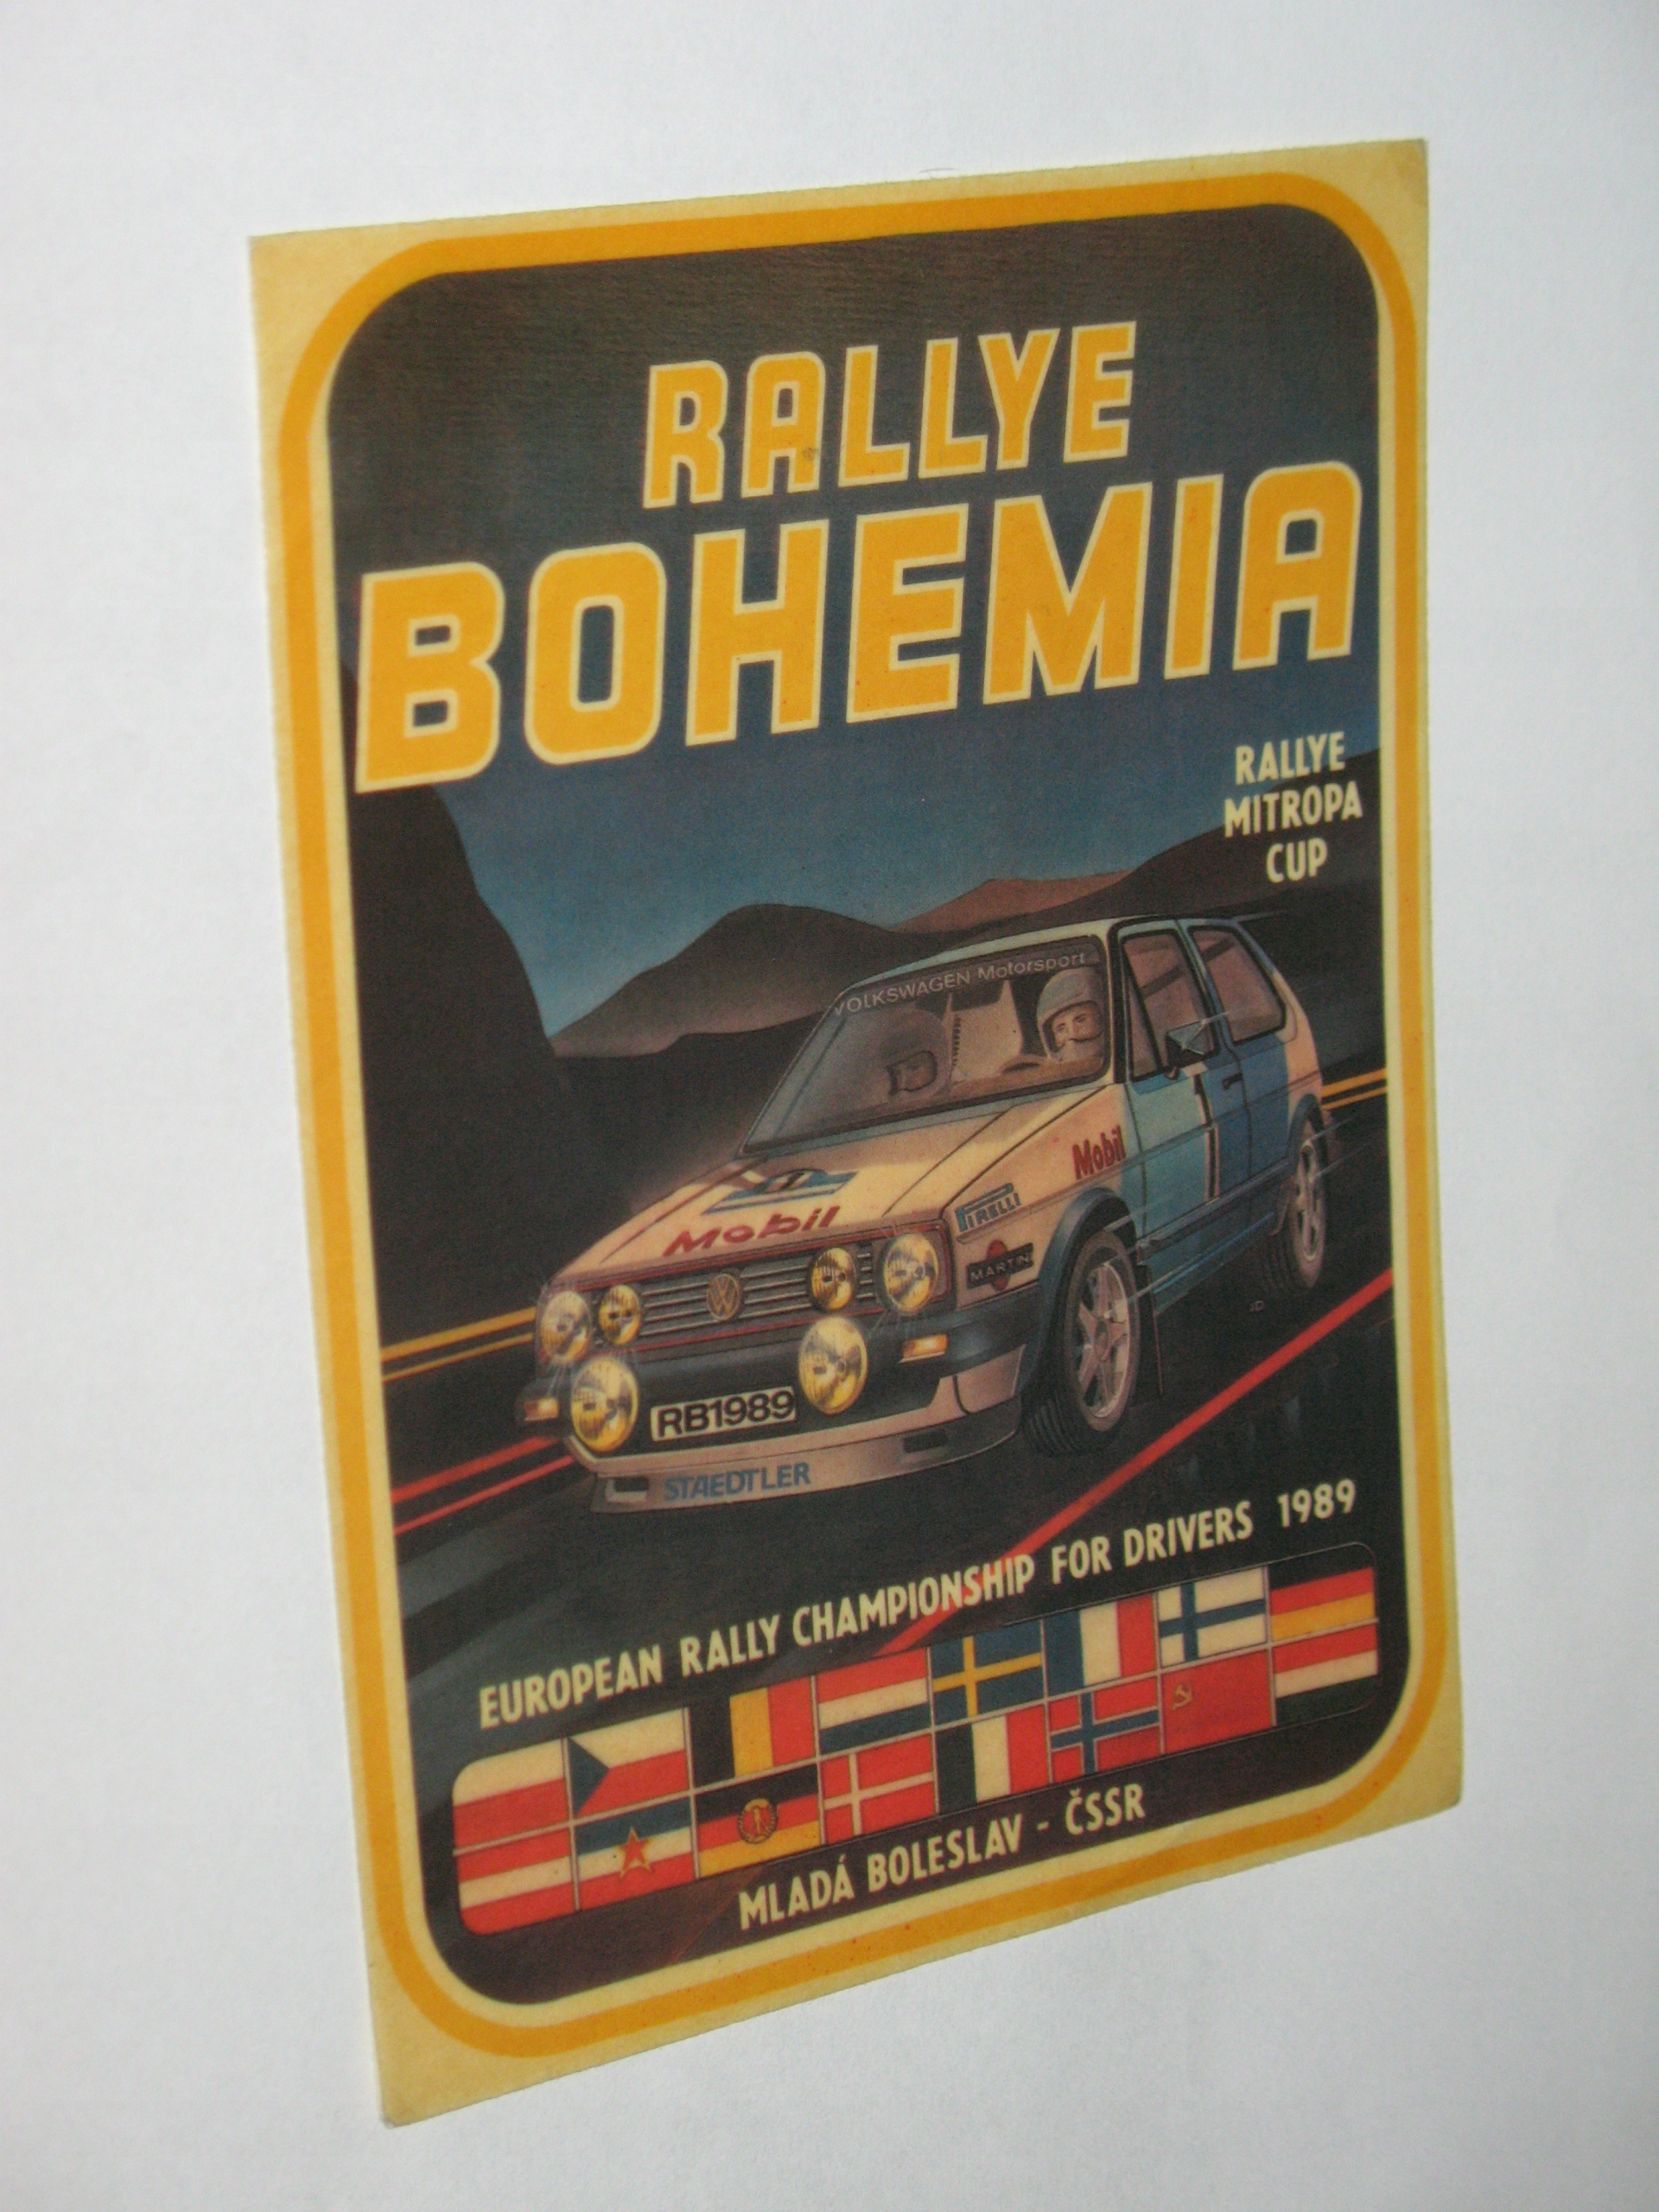 RALLYE
BOHEMIA
RALLYE
MITROPA
CUP
VOLKSWAGEN Motorsport
Mobil
1
Mobil
PIRELLI
MARTINI
RB1989
STAEDTLER
EUROPEAN RALLY CHAMPIONSHIP FOR DRIVERS 1989
MLADÁ BOLESLAV - ČSSR